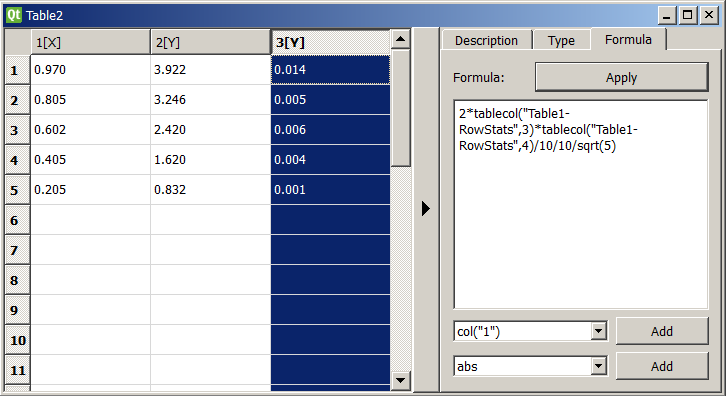 Qt Table2
1[X] 2[Y] 3[Y]
1 0.970 3.922 0.014
2 0.805 3.246 0.005
3 0.602 2.420 0.006
4 0.405 1.620 0.004
5 0.205 0.832 0.001
6
7
8
9
10
11
Description Type Formula
Formula: Apply
2*tablecol("Table1-
RowStats",3)*tablecol("Table1-
RowStats",4)/10/10/sqrt(5)
col("1") Add
abs Add